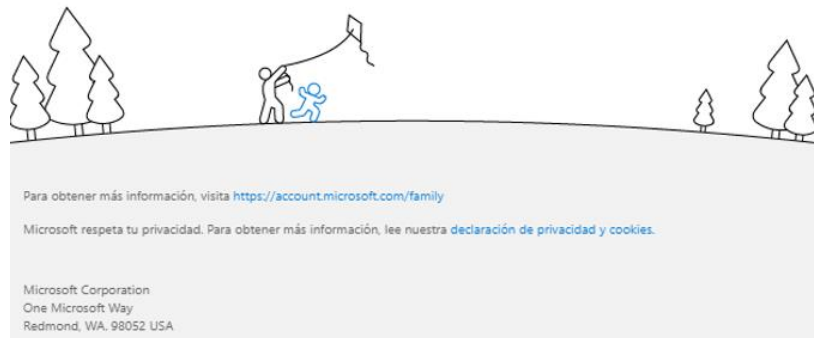 Para obtener más información, visita https://account.microsoft.com/family
Microsoft respeta tu privacidad. Para obtener más información, lee nuestra declaración de privacidad y cookies.
Microsoft Corporation
One Microsoft Way
Redmond, WA. 98052 USA